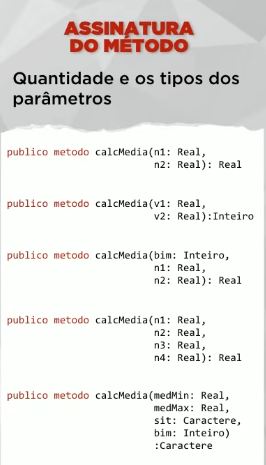 ASSINATURA
DO MÉTODO
Quantidade e os tipos dos
parâmetros
publico metodo calcMedia(n1: Real,
n2: Real): Real
publico metodo calcMedia(v1: Real,
v2: Real):Inteiro
publico metodo calcMedia(bim: Inteiro,
n1: Real,
n2: Real): Real
publico metodo calcMedia(n1: Real,
n2: Real,
n3: Real,
n4: Real): Real
publico metodo calcMedia(medMin: Real,
medMax: Real,
sit: Caractere,
bim: Inteiro)
:Caractere